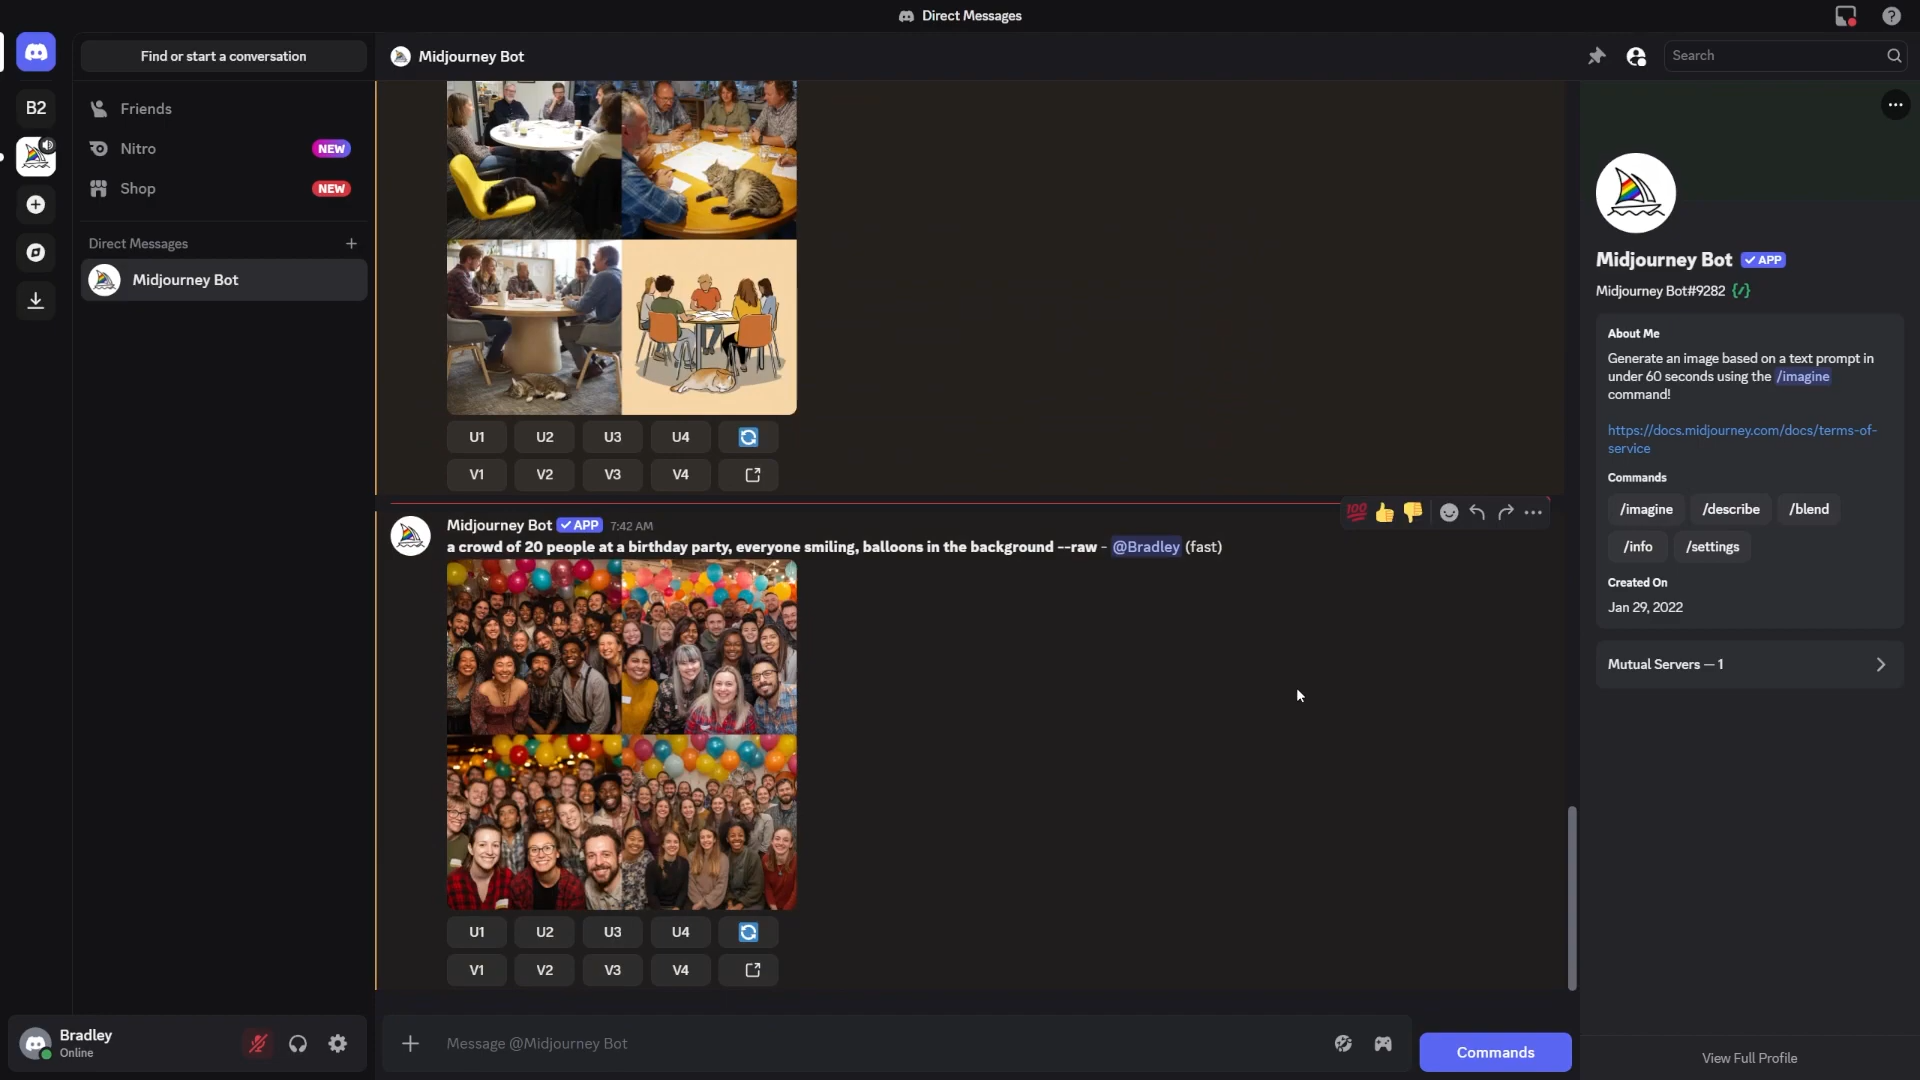 Direct Messages
Find or start a conversation
Midjourney Bot
Search
B2
Friends
Nitro
NEW
Shop
NEW
Direct Messages
Midjourney Bot
U1 U2 U3 U4
V1 V2 V3 V4
Midjourney Bot APP 7:42 AM
a crowd of 20 people at a birthday party, everyone smiling, balloons in the background --raw - @Bradley (fast)
U1 U2 U3 U4
V1 V2 V3 V4
Message @Midjourney Bot
Commands
Bradley
Online
Midjourney Bot APP
Midjourney Bot#9282
About Me
Generate an image based on a text prompt in
under 60 seconds using the /imagine
command!
https://docs.midjourney.com/docs/terms-of-
service
Commands
/imagine /describe /blend
/info /settings
Created On
Jan 29, 2022
Mutual Servers — 1
View Full Profile